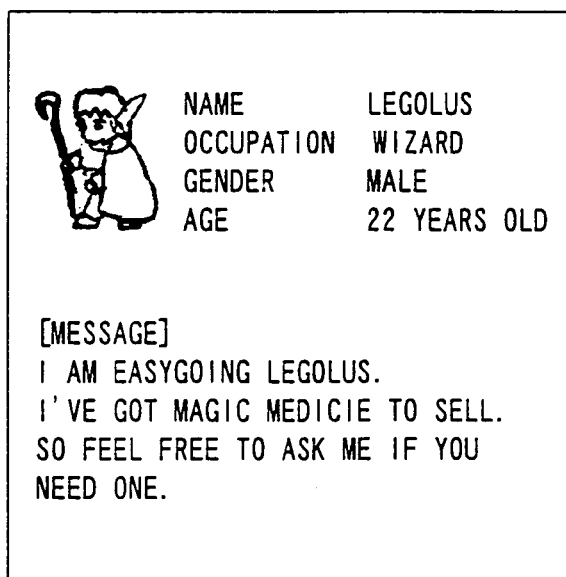 NAME LEGOLUS
OCCUPATION WIZARD
GENDER MALE
AGE 22 YEARS OLD
[MESSAGE]
I AM EASYGOING LEGOLUS.
I'VE GOT MAGIC MEDICIE TO SELL.
SO FEEL FREE TO ASK ME IF YOU
NEED ONE.